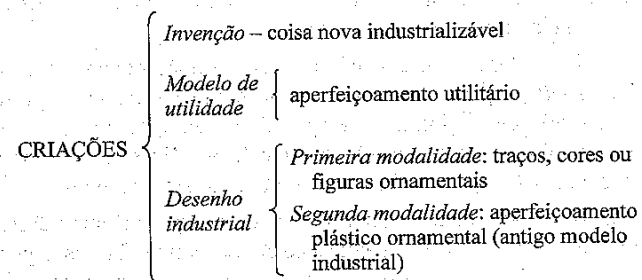 Invenção – coisa nova industrializável
Modelo de
utilidade
aperfeiçoamento utilitário
CRIAÇÕES
Desenho
industrial
Primeira modalidade: traços, cores ou
figuras ornamentais
Segunda modalidade: aperfeiçoamento
plástico ornamental (antigo modelo
industrial)